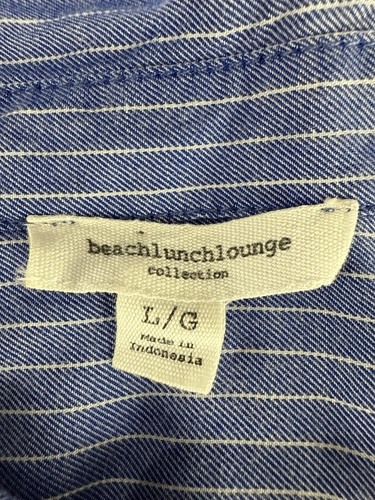 beachlunchlounge
collection
L/G
Made in
Indonesia